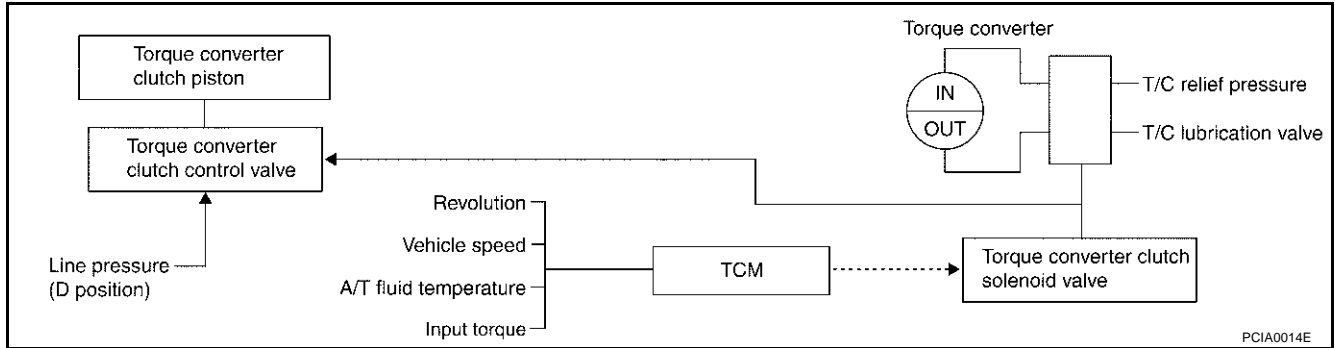 Torque converter
clutch piston
Torque converter
clutch control valve
Line pressure
(D position)
Revolution
Vehicle speed
A/T fluid temperature
Input torque
TCM
Torque converter
IN
OUT
T/C relief pressure
T/C lubrication valve
Torque converter clutch
solenoid valve
PCIA0014E